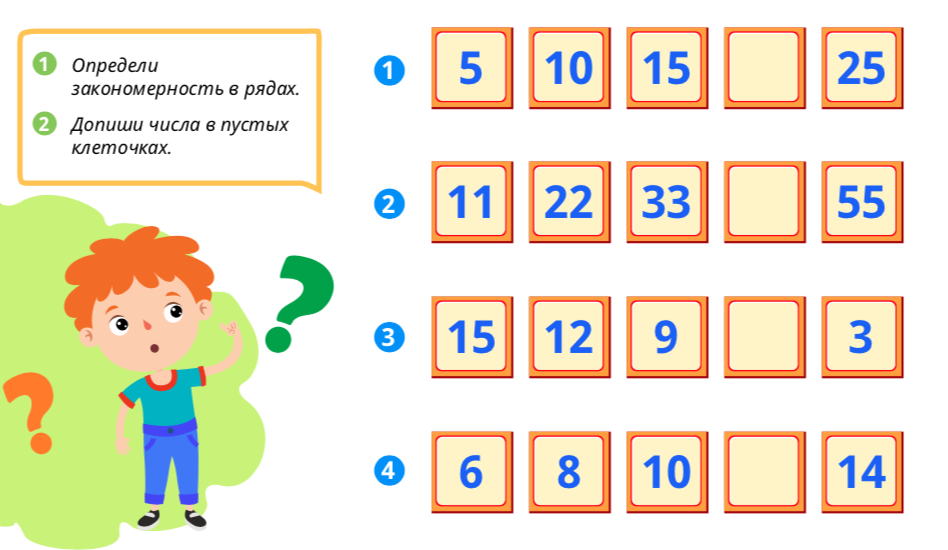 1 Определи
закономерность в рядах.
2 Допиши числа в пустых
клеточках.
1 5 10 15 25
2 11 22 33 55
3 15 12 9 3
4 6 8 10 14
? ?